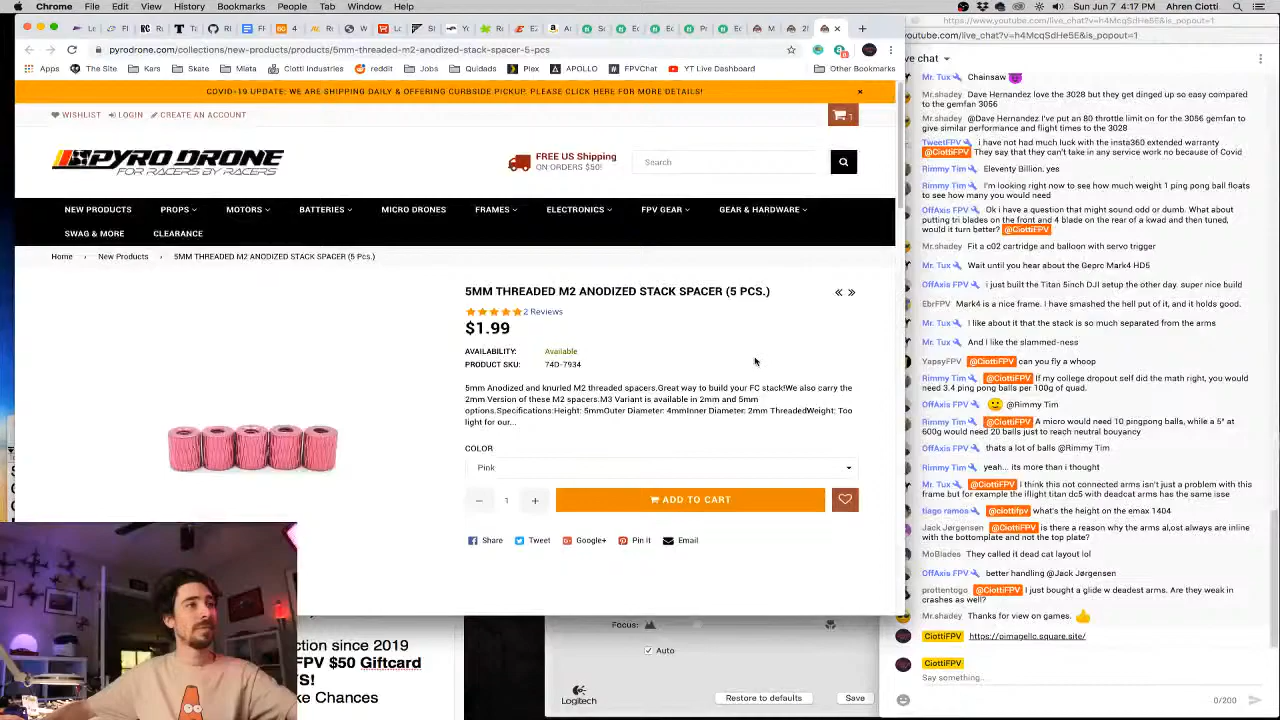 Chrome File Edit View History Bookmarks People Tab Window Help
Sun Jun 7 4:17 PM Ahren Ciotti
pyrodrone.com/collections/new-products/products/5mm-threaded-m2-anodized-stack-spacer-5-pcs
Apps The Site Kates Skate Miata Ciotti Industries reddit Jobs Quidads Plex APOLLO FPVChat YT Live Dashboard Other Bookmarks
COVID-19 UPDATE: WE ARE SHIPPING DAILY & OFFERING CURBSIDE PICKUP. PLEASE CLICK HERE FOR MORE DETAILS! ×
WISHLIST LOGIN CREATE AN ACCOUNT 1
PYRO DRONE
FOR RACERS BY RACERS
FREE US Shipping
ON ORDERS $50!
Search
NEW PRODUCTS PROPS MOTORS BATTERIES MICRO DRONES FRAMES ELECTRONICS FPV GEAR GEAR & HARDWARE
SWAG & MORE CLEARANCE
Home › New Products › 5MM THREADED M2 ANODIZED STACK SPACER (5 Pcs.)
5MM THREADED M2 ANODIZED STACK SPACER (5 PCS.)
2 Reviews
$1.99
AVAILABILITY: Available
PRODUCT SKU: 74D-7934
5mm Anodized and knurled M2 threaded spacers.Great way to build your FC stack!We also carry the
2mm Version of these M2 spacers.M3 Variant is available in 2mm and 5mm
options.Specifications:Height: 5mmOuter Diameter: 4mmInner Diameter: 2mm ThreadedWeight: Too
light for our...
COLOR
Pink
− 1 + ADD TO CART
Share Tweet Google+ Pin It Email
ction since 2019
FPV $50 Giftcard
S!
ke Chances
Focus:
Auto
Logitech
Restore to defaults Save
https://www.youtube.com/live_chat?v=h4McqSdHe5E&is_popout=1
youtube.com/live_chat?v=h4McqSdHe5E&is_popout=1
ve chat
Mr. Tux Chainsaw
Mr.shadey @Dave Hernandez love the 3028 but they get dinged up so easy compared
to the gemfan 3056
Mr.shadey @Dave Hernandez I've put an 80 throttle limit on for the 3056 gemfan to
give similar performance and flight times to the 3028
TweetFPV i have not had much luck with the insta360 extended warranty
@CiottiFPV They say that they can't take in any service work no because of Covid
Rimmy Tim Eleventy Billion. yes
Rimmy Tim I'm looking right now to see how much weight 1 ping pong ball floats
to see how many you would need
OffAxis FPV Ok i have a question that might sound odd or dumb. What about
putting tri blades on the front and 4 blade on the rear of a kwad and then tuned,
would it turn better? @CiottiFPV
Mr.shadey Fit a c02 cartridge and balloon with servo trigger
Mr. Tux Wait until you hear about the Geprc Mark4 HD5
OffAxis FPV i just built the Titan 5inch DJI setup the other day. super nice build
EbrFPV Mark4 is a nice frame. I have smashed the hell put of it, and it holds good.
Mr. Tux I like about it that the stack is so much separated from the arms
Mr. Tux And I like the slammed-ness
YapsyFPV @CiottiFPV can you fly a whoop
Rimmy Tim @CiottiFPV If my college dropout self did the math right, you would
need 3.4 ping pong balls per 100g of quad.
OffAxis FPV @Rimmy Tim
Rimmy Tim @CiottiFPV A micro would need 10 pingpong balls, while a 5" at
600g would need 20 balls just to reach neutral bouyancy
OffAxis FPV thats a lot of balls @Rimmy Tim
Rimmy Tim yeah... its more than i thought
Mr. Tux @CiottiFPV I think this not connected arms isn't just a problem with this
frame but for example the iflight titan dc5 with deadcat arms has the same isse
tiago ramos @ciottifpv what's the height on the emax 1404
Jack Jørgensen @CiottiFPV is there a reason why the arms al,ost always are inline
with the bottomplate and not the top plate?
MoBlades They called it dead cat layout lol
OffAxis FPV better handling @Jack Jørgensen
prottentogo @CiottiFPV I just bought a glide w deadest arms. Are they weak in
crashes as well?
Mr.shadey Thanks for view on games.
CiottiFPV https://pimagellc.square.site/
CiottiFPV
Say something...
0/200